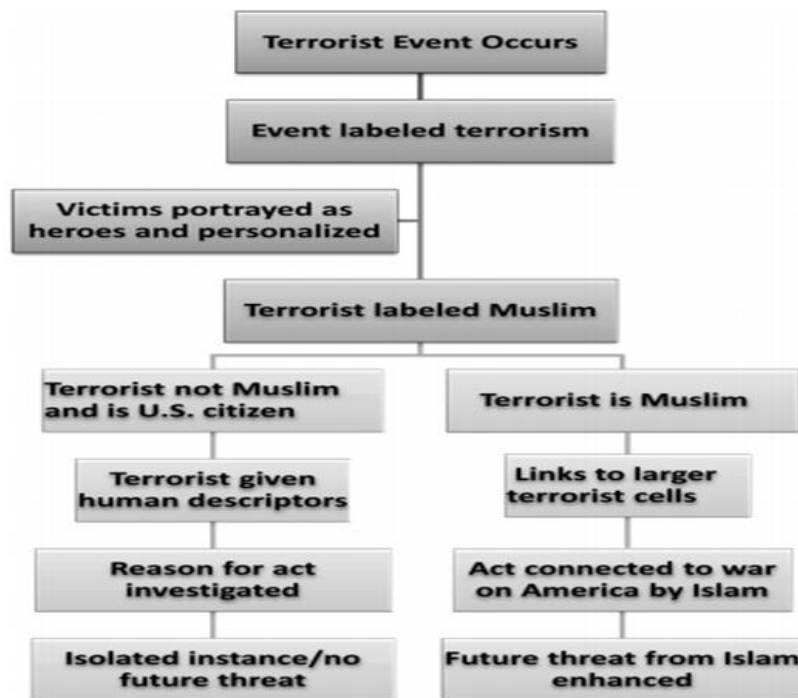 Terrorist Event Occurs
Event labeled terrorism
Victims portrayed as
heroes and personalized
Terrorist labeled Muslim
Terrorist not Muslim
and is U.S. citizen
Terrorist given
human descriptors
Reason for act
investigated
Isolated instance/no
future threat
Terrorist is Muslim
Links to larger
terrorist cells
Act connected to war
on America by Islam
Future threat from Islam
enhanced